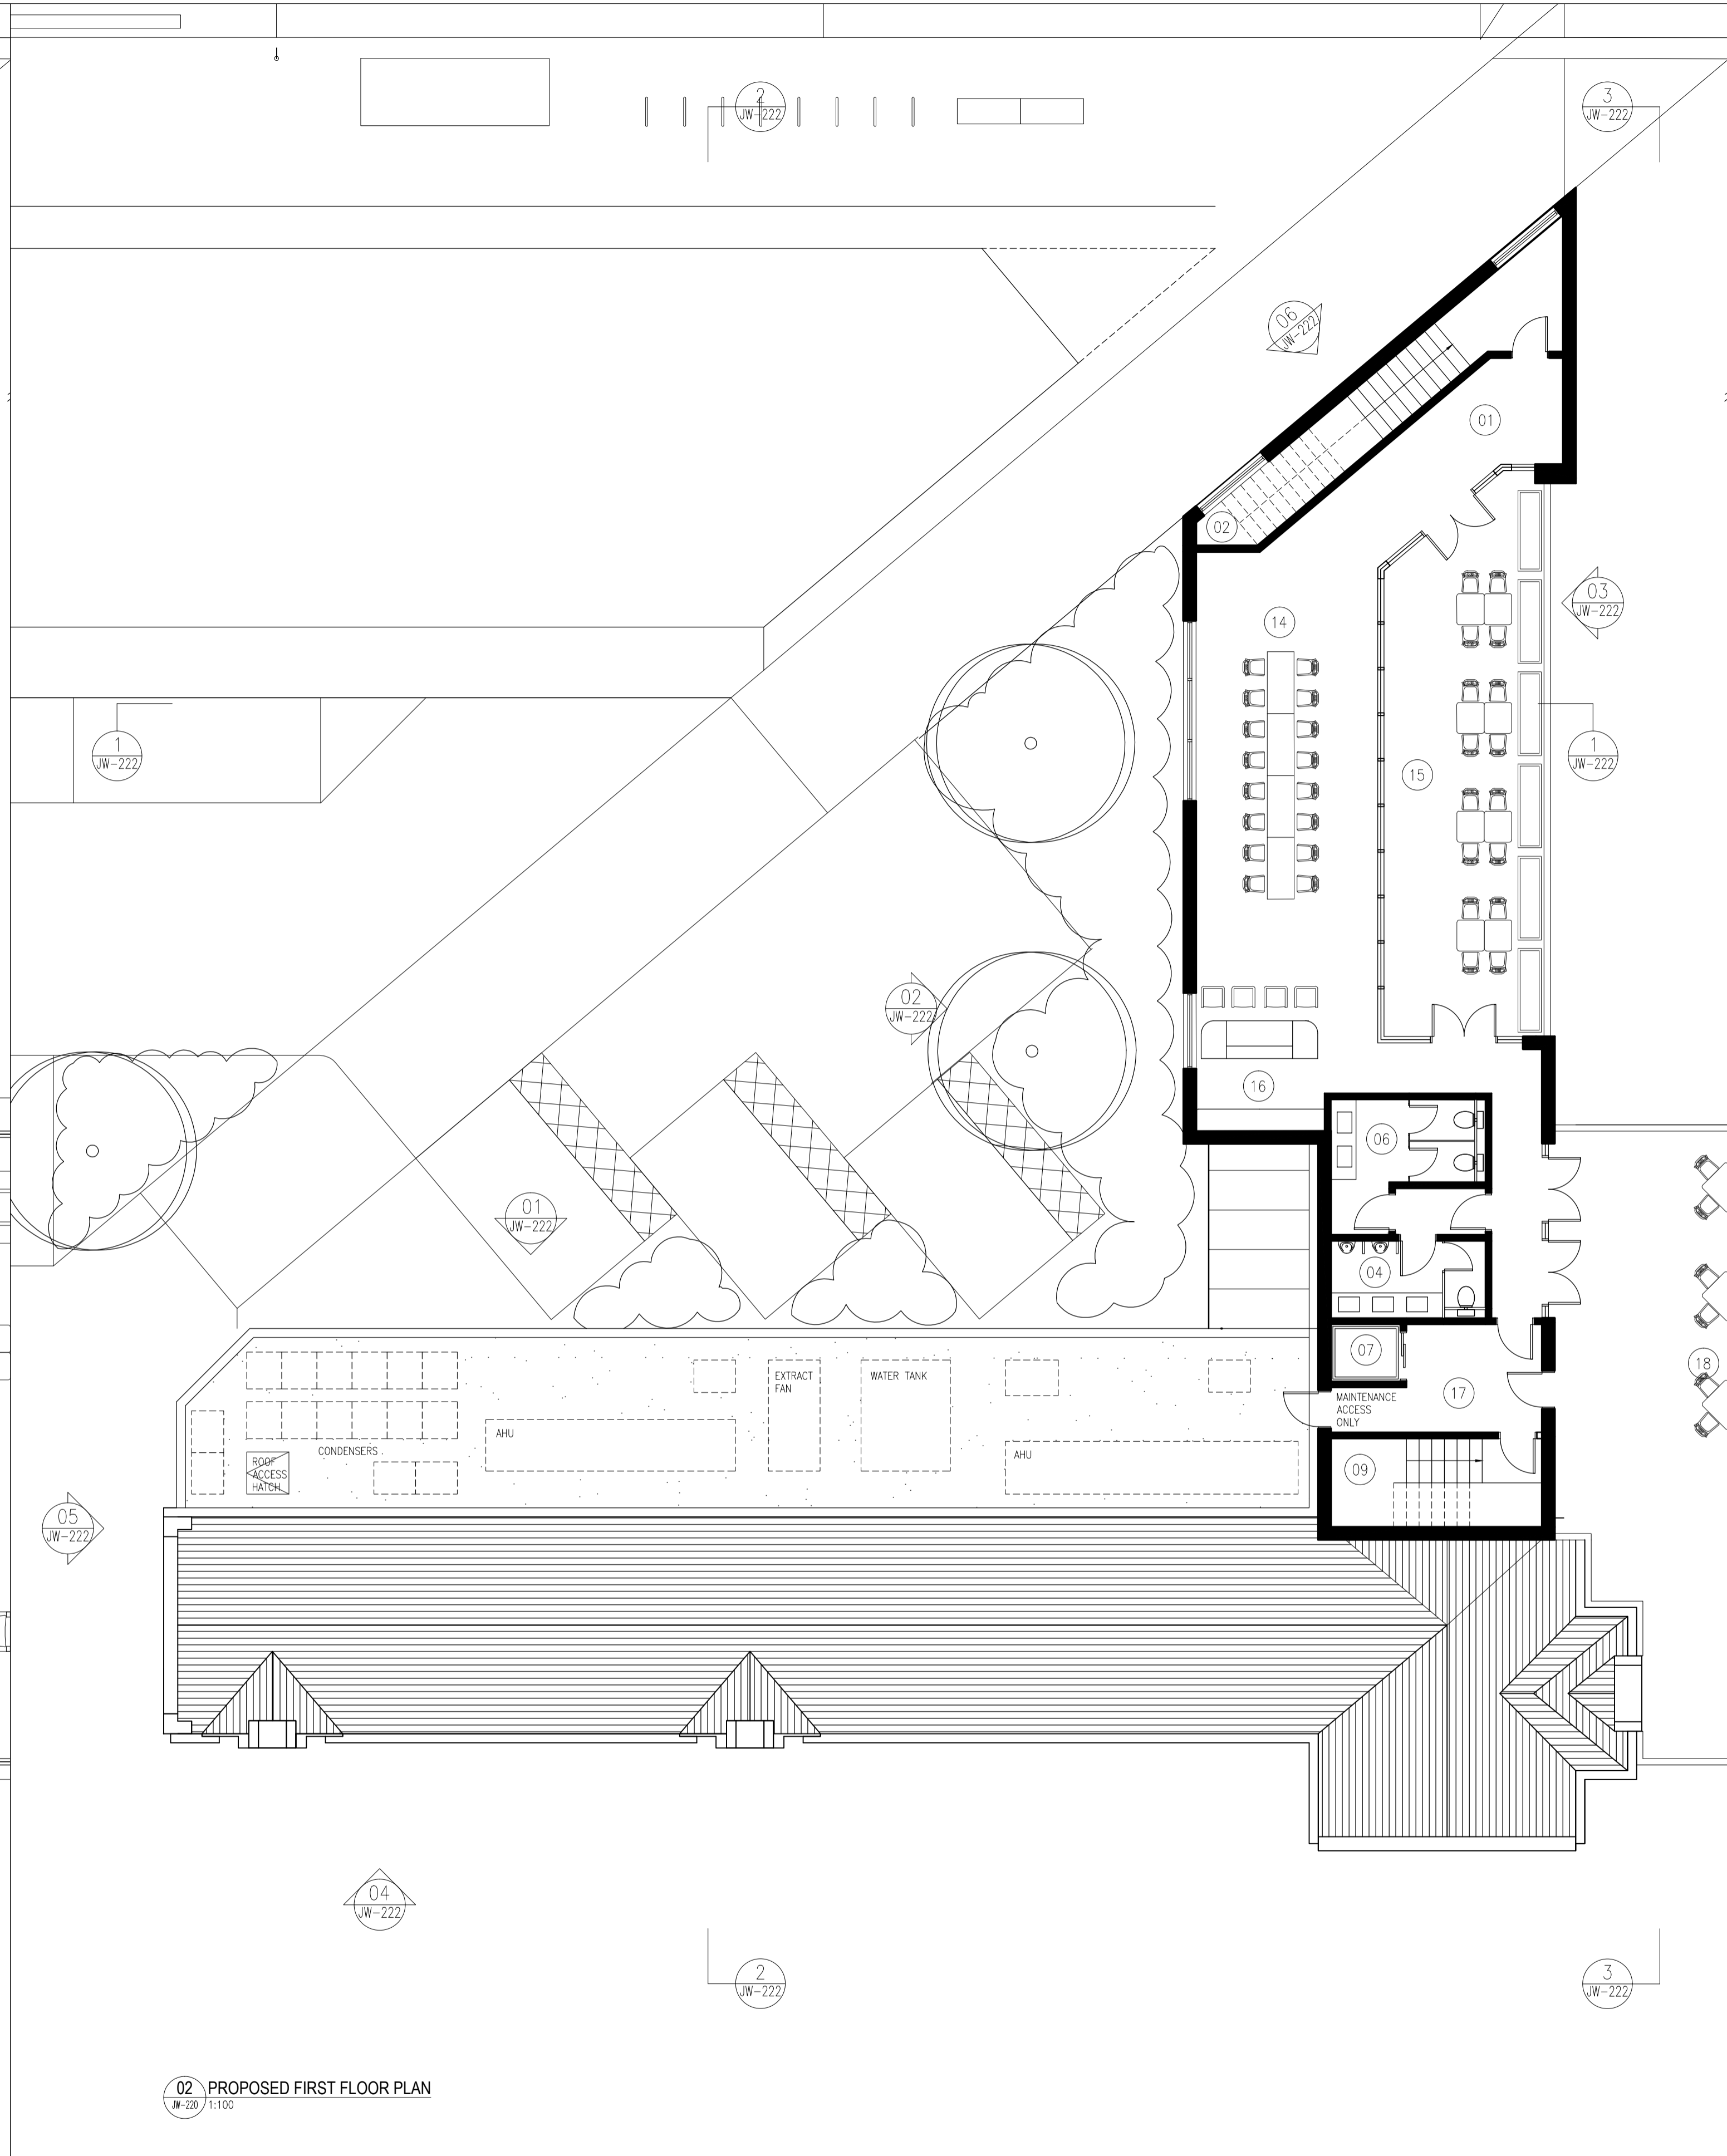 2
JW-222
3
JW-222
06
JW-222
01
02
03
JW-222
14
1
JW-222
1
JW-222
15
02
JW-222
16
06
01
JW-222
04
07
18
EXTRACT
FAN
WATER TANK
17
MAINTENANCE
ACCESS
ONLY
AHU
CONDENSERS
AHU
ROOF
ACCESS
HATCH
09
05
JW-222
04
JW-222
2
JW-222
3
JW-222
02 PROPOSED FIRST FLOOR PLAN
JW-220 1:100